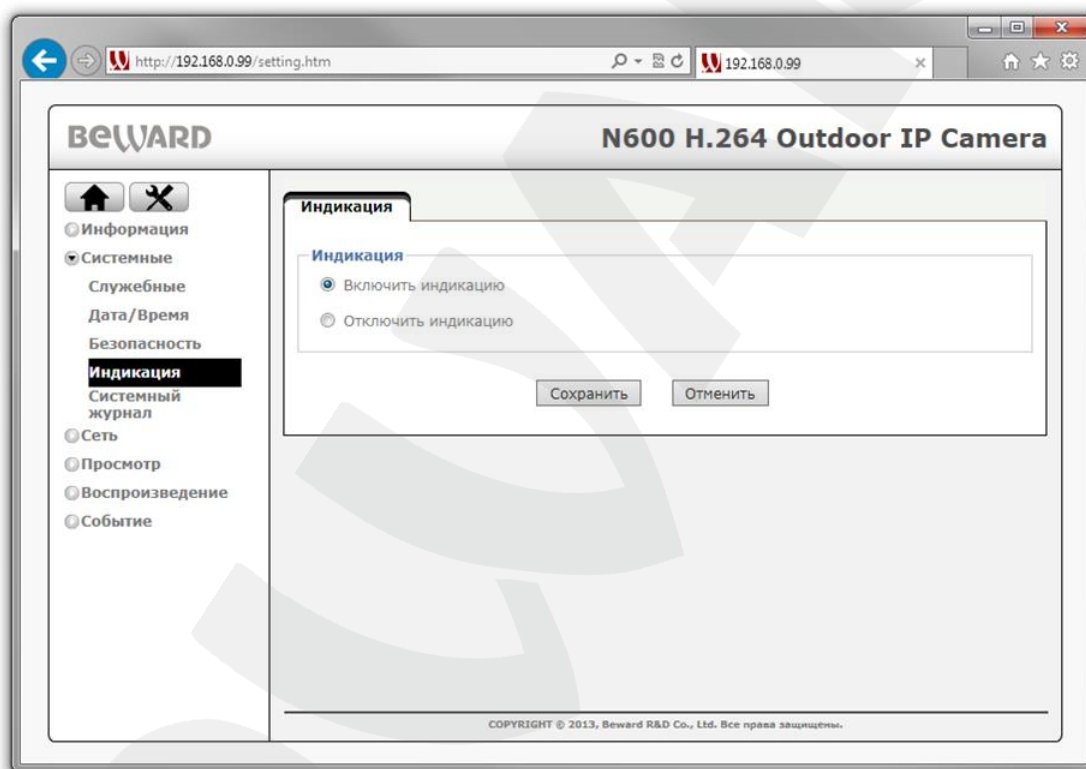 http://192.168.0.99/setting.htm
192.168.0.99
BEWARD
N600 H.264 Outdoor IP Camera
Информация
Системные
Служебные
Дата/Время
Безопасность
Индикация
Системный
журнал
Сеть
Просмотр
Воспроизведение
Событие
Индикация
Индикация
Включить индикацию
Отключить индикацию
Сохранить
Отменить
COPYRIGHT © 2013, Beward R&D Co., Ltd. Все права защищены.